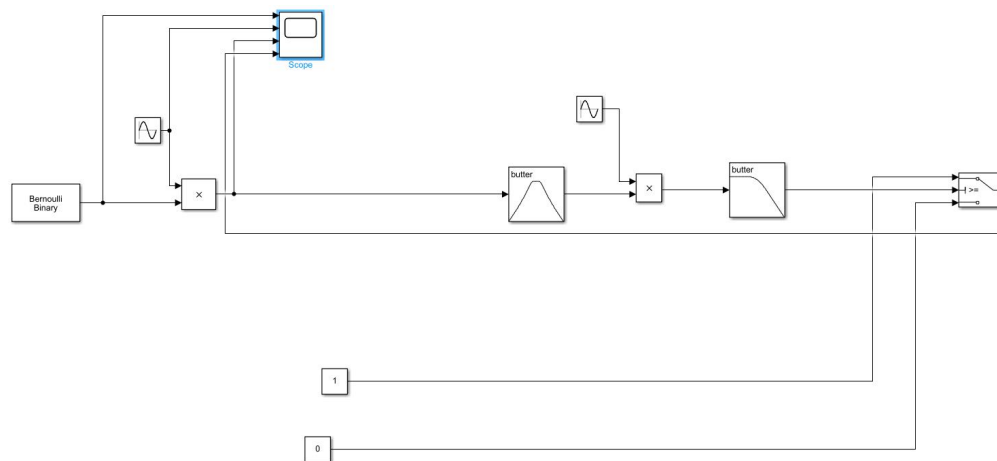 Scope
butter
butter
×
×
Bernoulli
Binary
>=
1
0